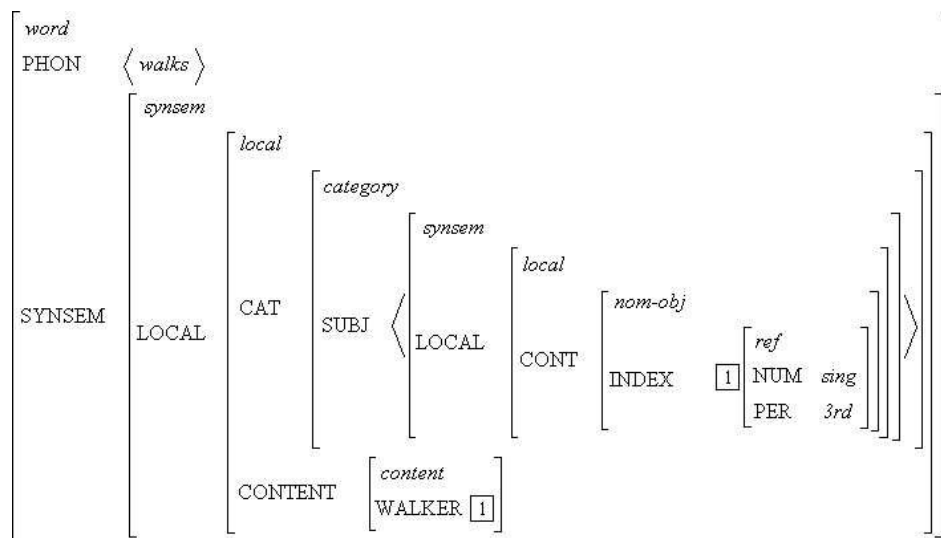 word
PHON 〈 walks 〉
synsem
local
category
synsem
local
nom-obj
ref
SYNSEM LOCAL CAT SUBJ 〈 LOCAL CONT INDEX 1 NUM sing 〉
PER 3rd
content
CONTENT WALKER 1